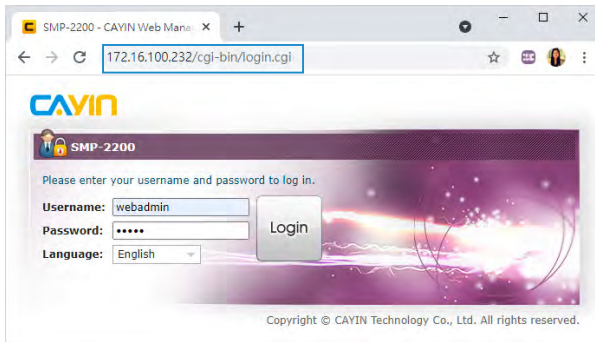 SMP-2200 - CAYIN Web Mana
172.16.100.232/cgi-bin/login.cgi
CAYIN
SMP-2200
Please enter your username and password to log in.
Username: webadmin
Password: •••••
Login
Language: English
Copyright © CAYIN Technology Co., Ltd. All rights reserved.